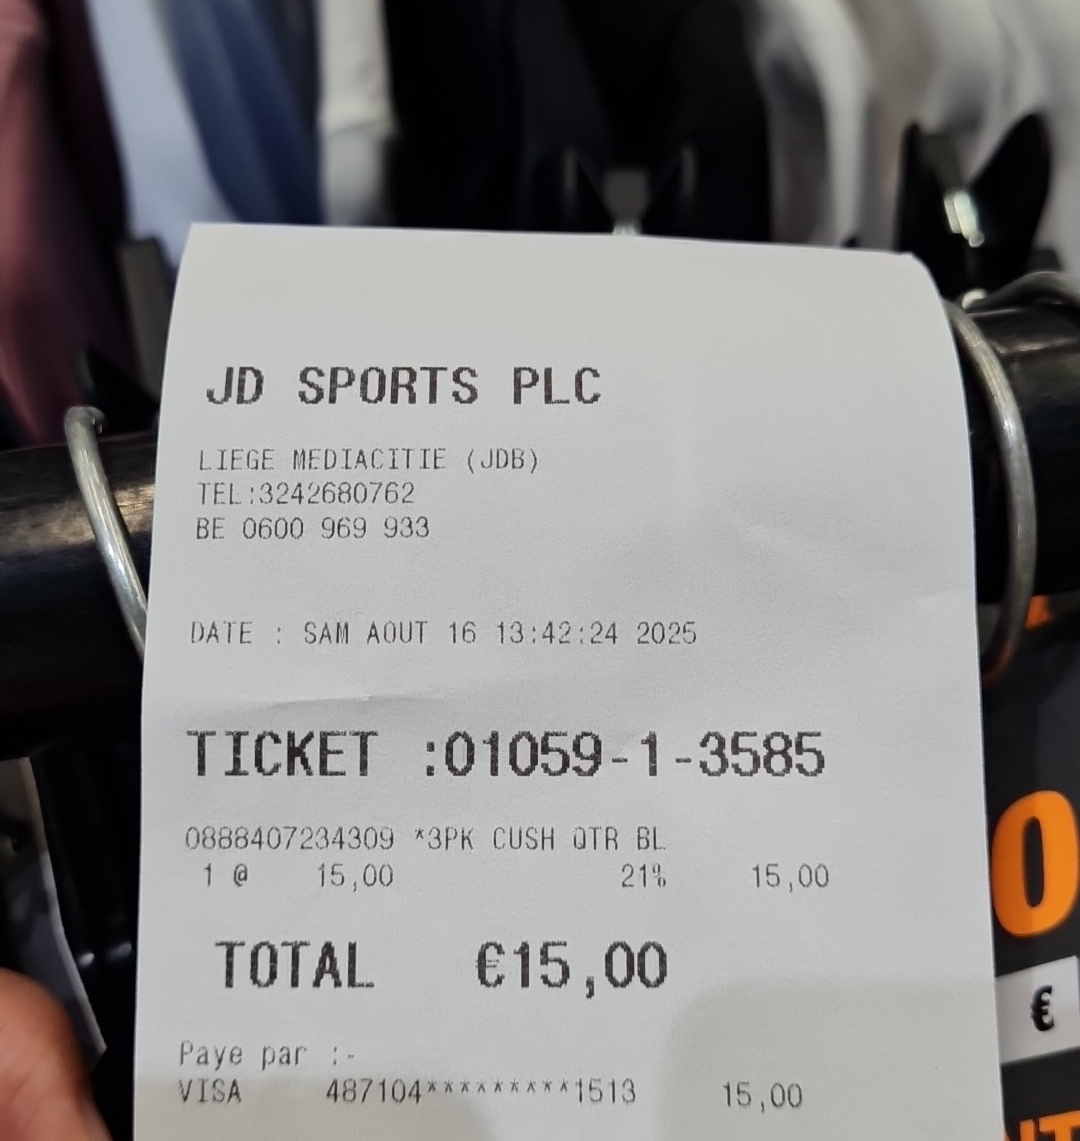 JD SPORTS PLC
LIEGE MEDIACITIE (JDB)
TEL:3242680762
BE 0600 969 933
DATE : SAM AOUT 16 13:42:24 2025
TICKET :01059-1-3585
0888407234309 *3PK CUSH QTR BL
1 @ 15,00 21% 15,00
TOTAL €15,00
Paye par :-
VISA 487104*********1513 15,00
0
€